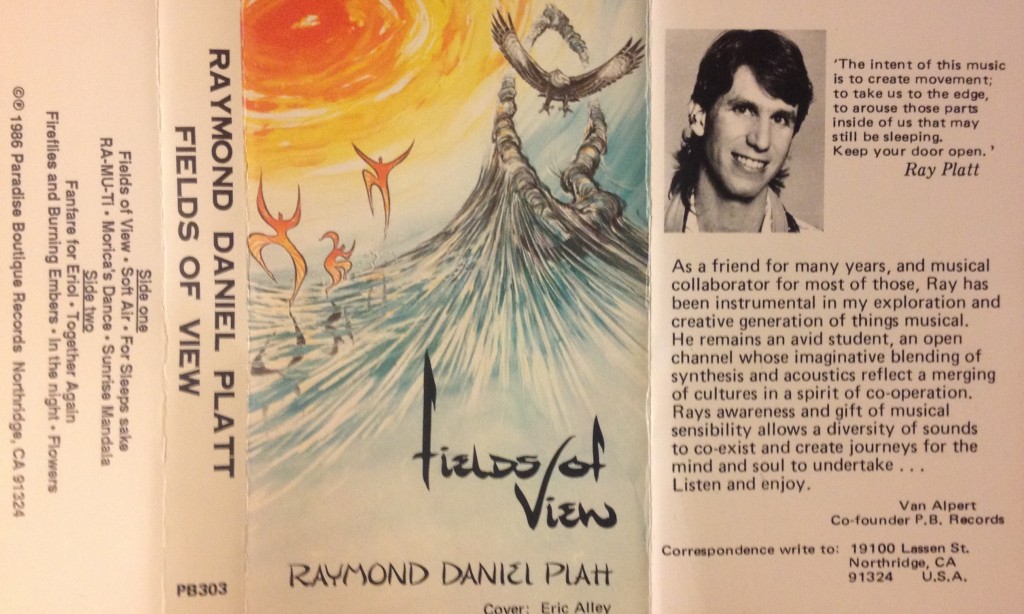 Side one
Fields of View • Soft Air • For Sleeps sake
RA-MU-TI • Morica's Dance • Sunrise Mandala
Side two
Fanfare for Eriol • Together Again
Fireflies and Burning Embers • In the night • Flowers
©℗ 1986 Paradise Boutique Records Northridge, CA 91324
RAYMOND DANIEL PLATT
FIELDS OF VIEW
PB303
Fields/of
View
RAYMOND DANIEL PLATT
Cover: Eric Alley
'The intent of this music
is to create movement;
to take us to the edge,
to arouse those parts
inside of us that may
still be sleeping.
Keep your door open.'
Ray Platt
As a friend for many years, and musical
collaborator for most of those, Ray has
been instrumental in my exploration and
creative generation of things musical.
He remains an avid student, an open
channel whose imaginative blending of
synthesis and acoustics reflect a merging
of cultures in a spirit of co-operation.
Rays awareness and gift of musical
sensibility allows a diversity of sounds
to co-exist and create journeys for the
mind and soul to undertake . . .
Listen and enjoy.
Van Alpert
Co-founder P.B. Records
Correspondence write to: 19100 Lassen St.
Northridge, CA
91324 U.S.A.